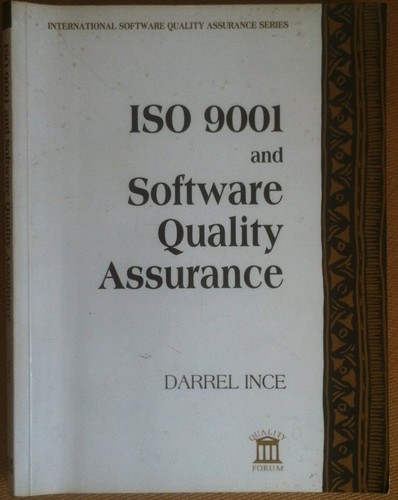 INTERNATIONAL SOFTWARE QUALITY ASSURANCE SERIES
ISO 9001
and
Software
Quality
Assurance
DARREL INCE
QUALITY
FORUM